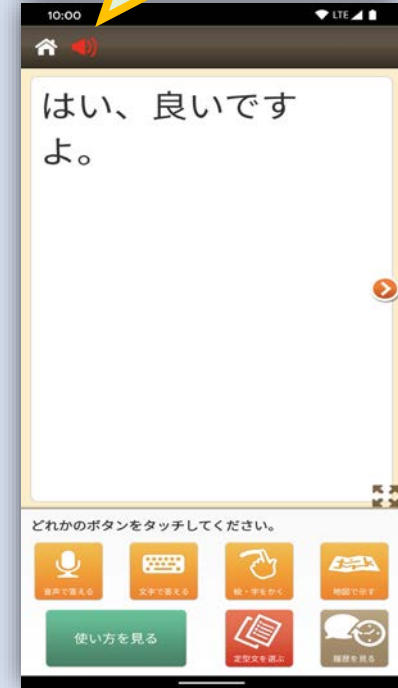 10:00
LTE
はい、良いです
よ。
どれかのボタンをタッチしてください。
音声で答える
文字で答える
絵・字をかく
地図で示す
使い方を見る
定型文を選ぶ
履歴を見る